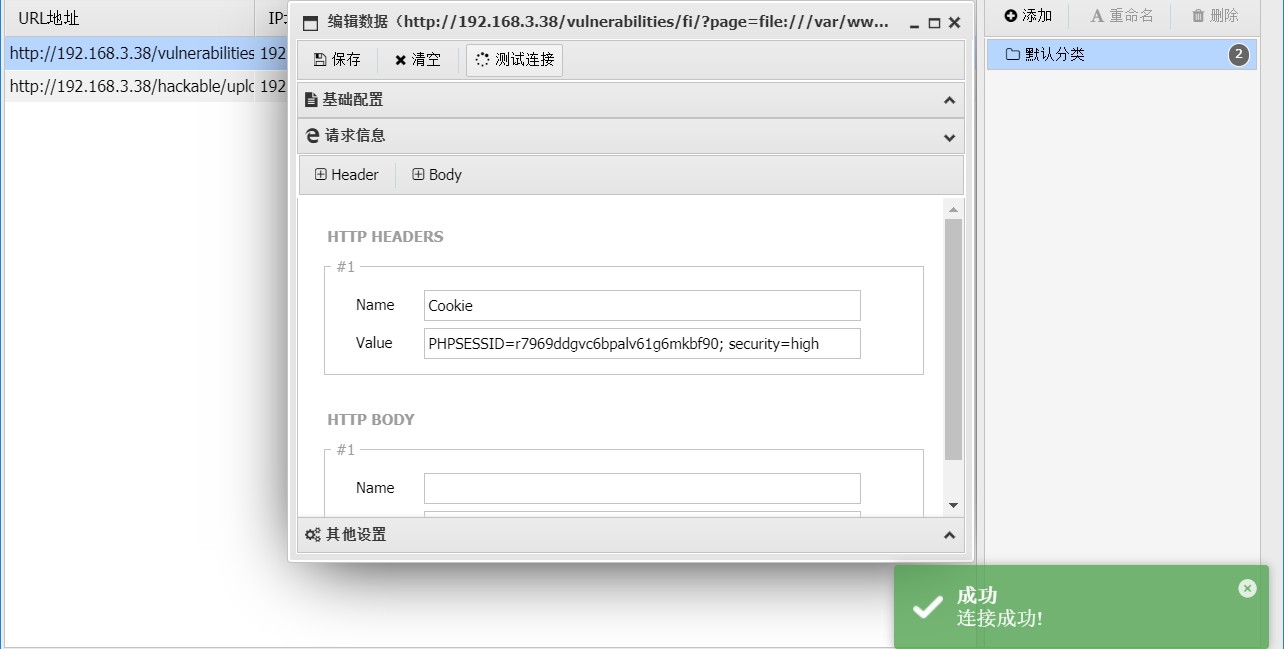 URL地址
IP
http://192.168.3.38/vulnerabilities 192
http://192.168.3.38/hackable/uplo 192
编辑数据（http://192.168.3.38/vulnerabilities/fi/?page=file:///var/ww...
保存 清空 测试连接
基础配置
请求信息
Header Body
HTTP HEADERS
#1
Name Cookie
Value PHPSESSID=r7969ddgvc6bpalv61g6mkbf90; security=high
HTTP BODY
#1
Name
其他设置
添加 重命名 删除
默认分类 2
成功
连接成功!